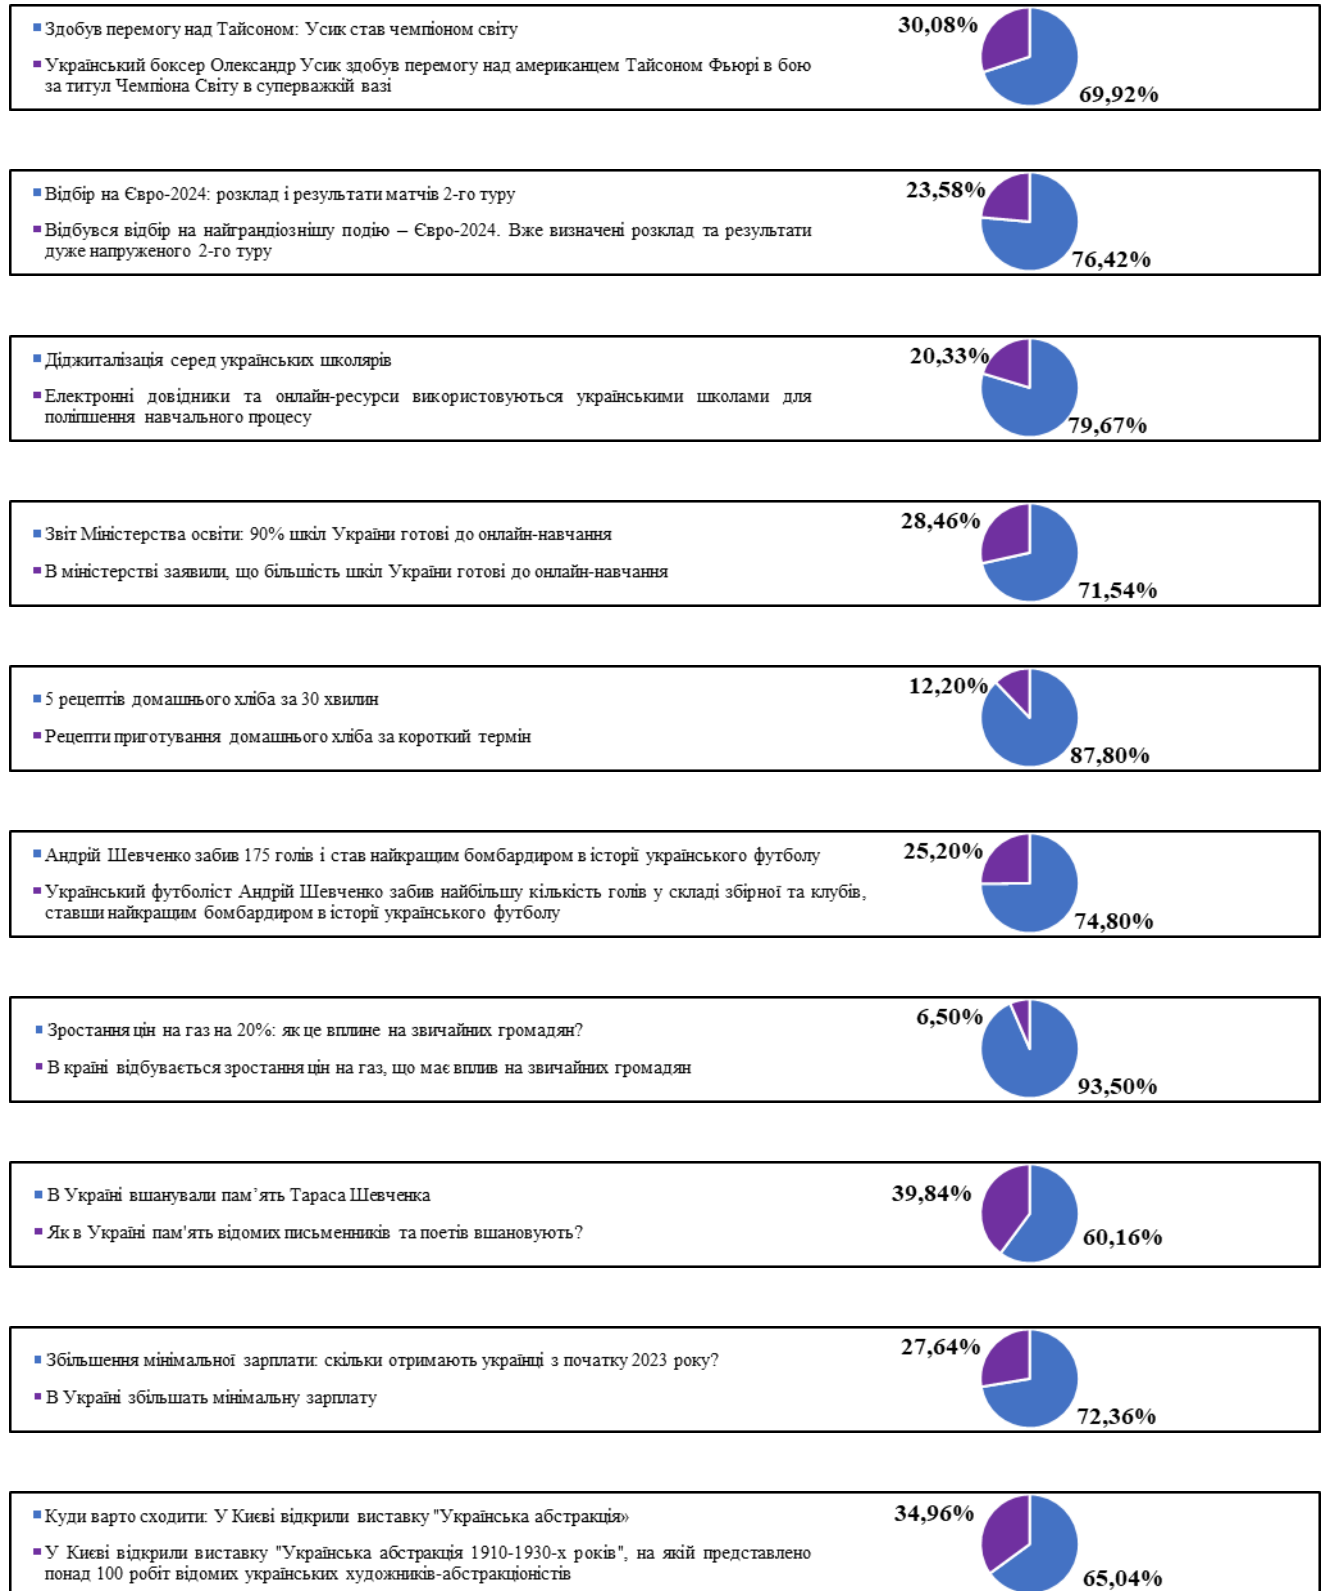 Здобув перемогу над Тайсоном: Усик став чемпіоном світу
Український боксер Олександр Усик здобув перемогу над американцем Тайсоном Фьюрі в бою
за титул Чемпіона Світу в суперважкій вазі
30,08%
69,92%
Відбір на Євро-2024: розклад і результати матчів 2-го туру
Відбувся відбір на найграндіознішу подію – Євро-2024. Вже визначені розклад та результати
дуже напруженого 2-го туру
23,58%
76,42%
Діджиталізація серед українських школярів
Електронні довідники та онлайн-ресурси використовуються українськими школами для
поліпшення навчального процесу
20,33%
79,67%
Звіт Міністерства освіти: 90% шкіл України готові до онлайн-навчання
В міністерстві заявили, що більшість шкіл України готові до онлайн-навчання
28,46%
71,54%
5 рецептів домашнього хліба за 30 хвилин
Рецепти приготування домашнього хліба за короткий термін
12,20%
87,80%
Андрій Шевченко забив 175 голів і став найкращим бомбардиром в історії українського футболу
Український футболіст Андрій Шевченко забив найбільшу кількість голів у складі збірної та клубів,
ставши найкращим бомбардиром в історії українського футболу
25,20%
74,80%
Зростання цін на газ на 20%: як це вплине на звичайних громадян?
В країні відбувається зростання цін на газ, що має вплив на звичайних громадян
6,50%
93,50%
В Україні вшанували пам’ять Тараса Шевченка
Як в Україні пам'ять відомих письменників та поетів вшановують?
39,84%
60,16%
Збільшення мінімальної зарплати: скільки отримають українці з початку 2023 року?
В Україні збільшать мінімальну зарплату
27,64%
72,36%
Куди варто сходити: У Києві відкрили виставку "Українська абстракція»
У Києві відкрили виставку "Українська абстракція 1910-1930-х років", на якій представлено
понад 100 робіт відомих українських художників-абстракціоністів
34,96%
65,04%